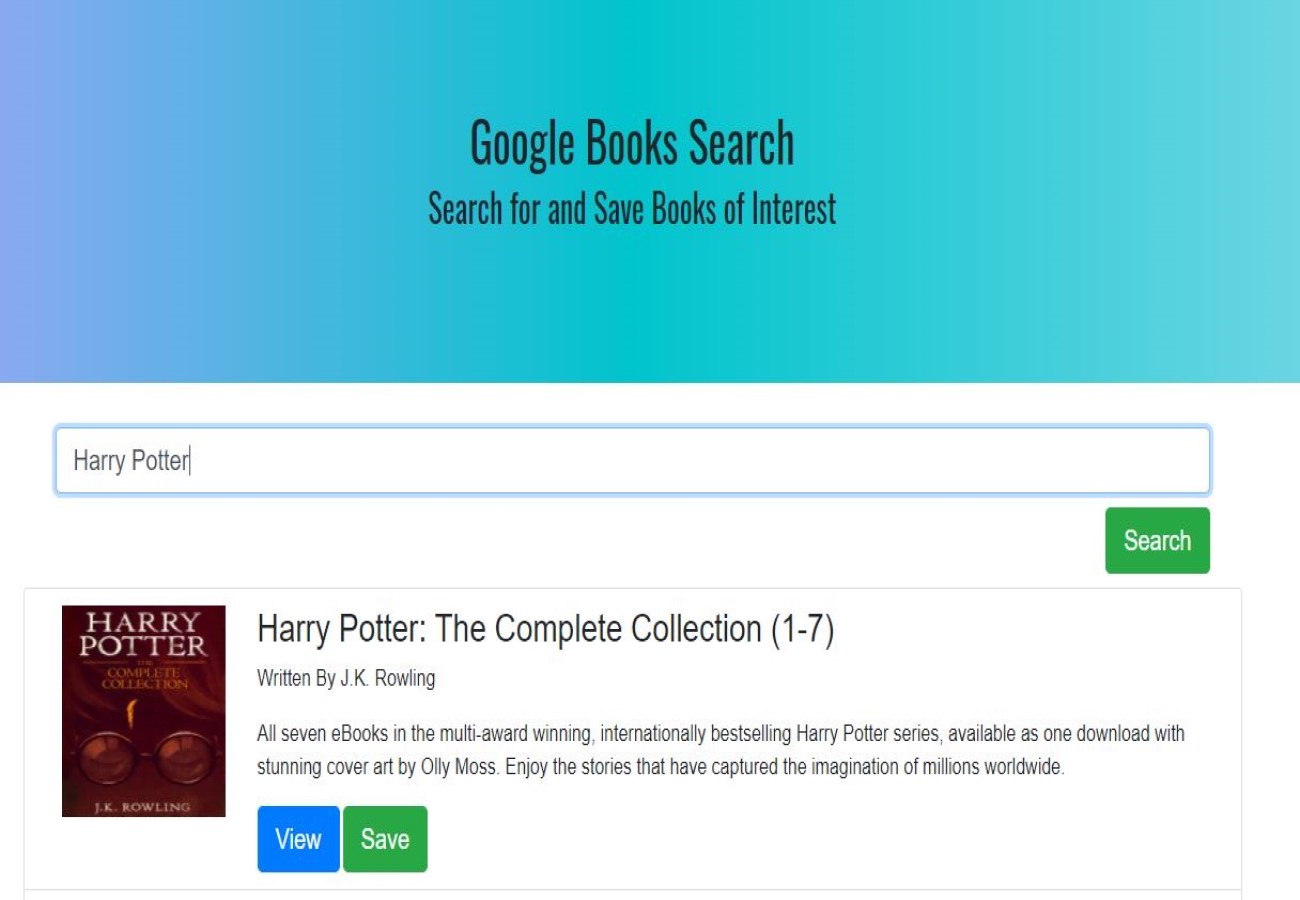 Google Books Search
Search for and Save Books of Interest
Harry Potter
Search
HARRY
POTTER
THE
COMPLETE
COLLECTION
J.K. ROWLING
Harry Potter: The Complete Collection (1-7)
Written By J.K. Rowling
All seven eBooks in the multi-award winning, internationally bestselling Harry Potter series, available as one download with
stunning cover art by Olly Moss. Enjoy the stories that have captured the imagination of millions worldwide.
View
Save